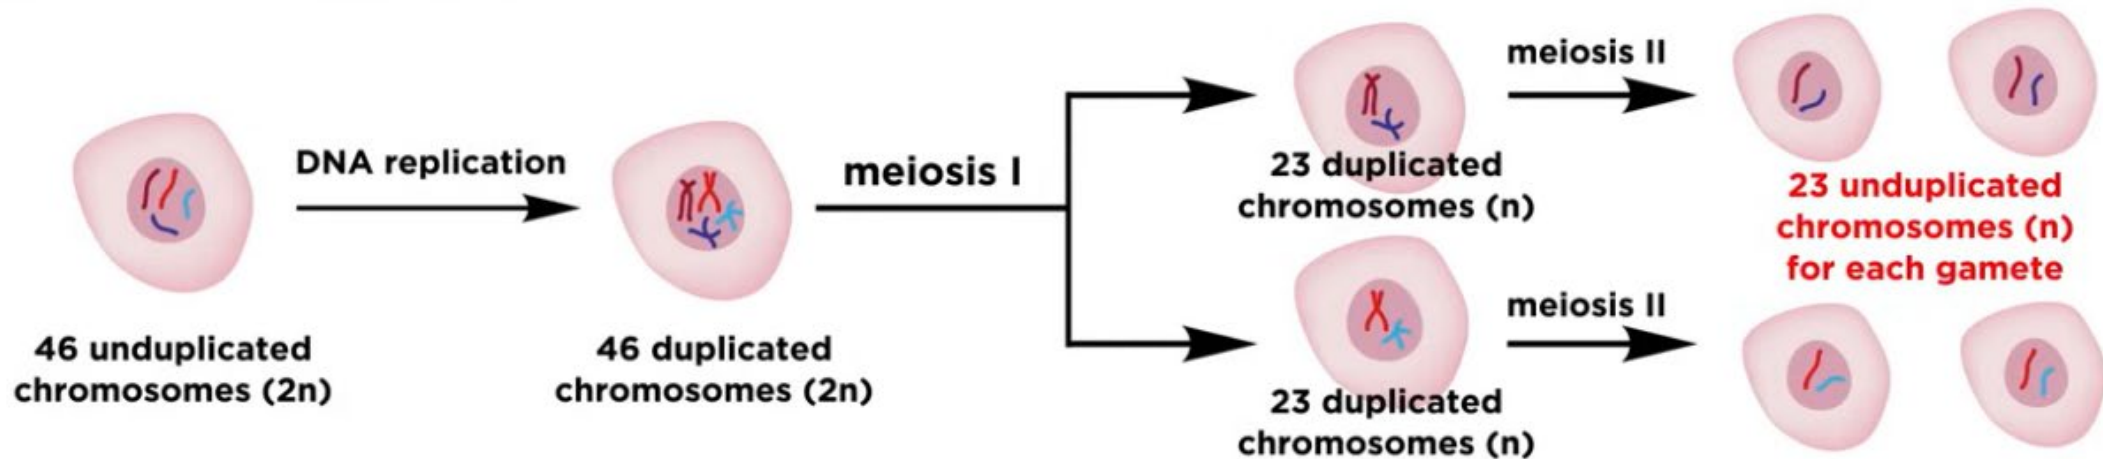 DNA replication
46 unduplicated
chromosomes (2n)
46 duplicated
chromosomes (2n)
meiosis I
23 duplicated
chromosomes (n)
meiosis II
23 unduplicated
chromosomes (n)
for each gamete
23 duplicated
chromosomes (n)
meiosis II